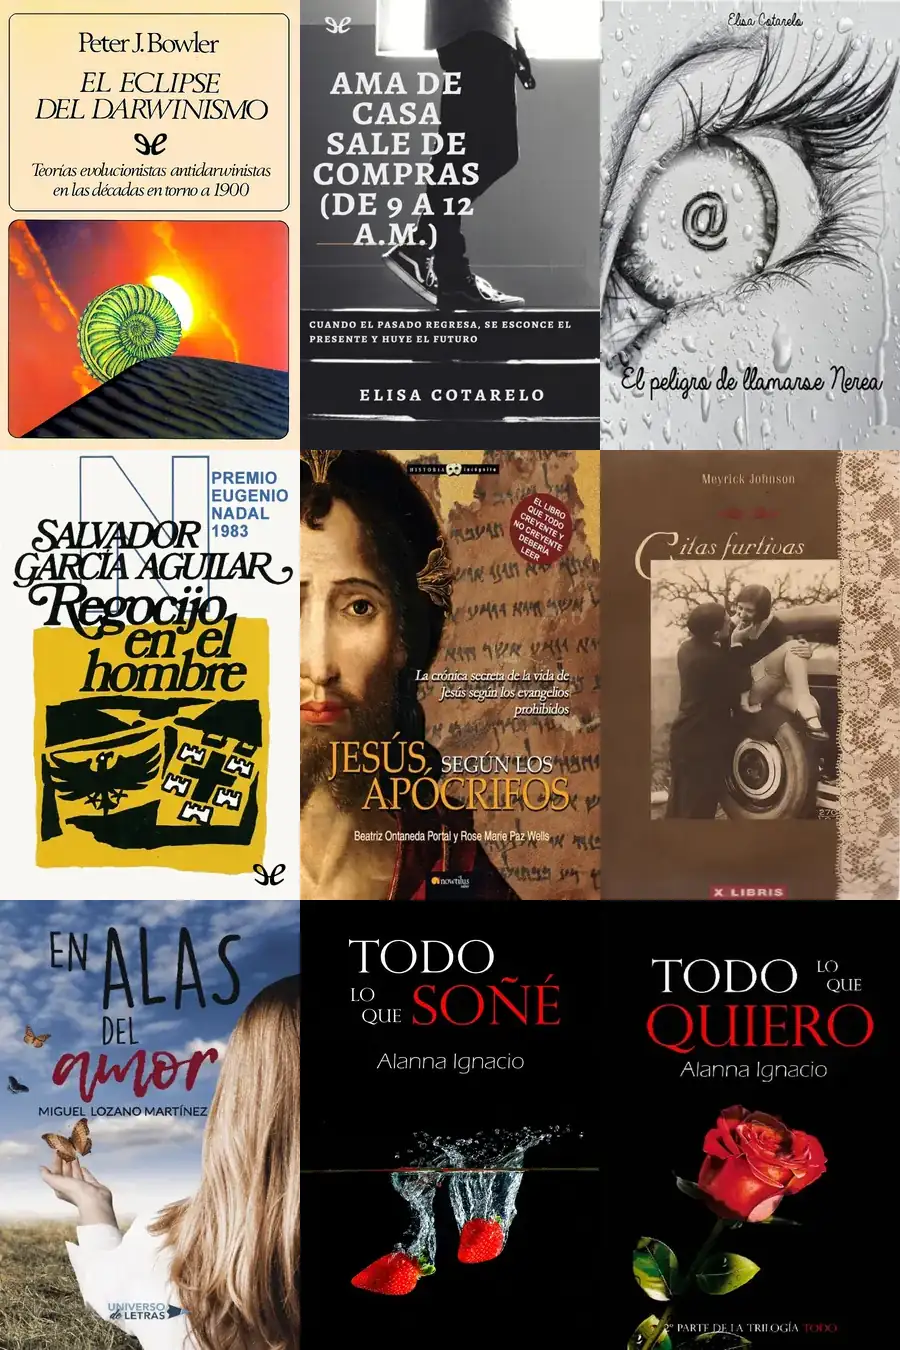 Peter J. Bowler
EL ECLIPSE
DEL DARWINISMO
Teorías evolucionistas antidarwinistas
en las décadas en torno a 1900
AMA DE
CASA
SALE DE
COMPRAS
(DE 9 A 12
A.M.)
CUANDO EL PASADO REGRESA, SE ESCONCE EL
PRESENTE Y HUYE EL FUTURO
ELISA COTARELO
Elisa Cotarelo
@
El peligro de llamarse Nerea
N
PREMIO
EUGENIO
NADAL
1983
SALVADOR
GARCÍA AGUILAR
Regocijo
en el
hombre
HISTORIA incógnita
EL LIBRO
QUE TODO
CREYENTE Y
NO CREYENTE
DEBERÍA
LEER
La crónica secreta de la vida de
Jesús según los evangelios
prohibidos
JESÚS SEGÚN LOS
APÓCRIFOS
Beatriz Ontaneda Portal y Rose Marie Paz Wells
nowtilus
Meyrick Johnson
Citas furtivas
X LIBRIS
EN ALAS
DEL
amor
MIGUEL LOZANO MARTÍNEZ
UNIVERSO
de LETRAS
TODO
LO
QUE SOÑÉ
Alanna Ignacio
TODO LO
QUE
QUIERO
Alanna Ignacio
2ª PARTE DE LA TRILOGÍA TODO